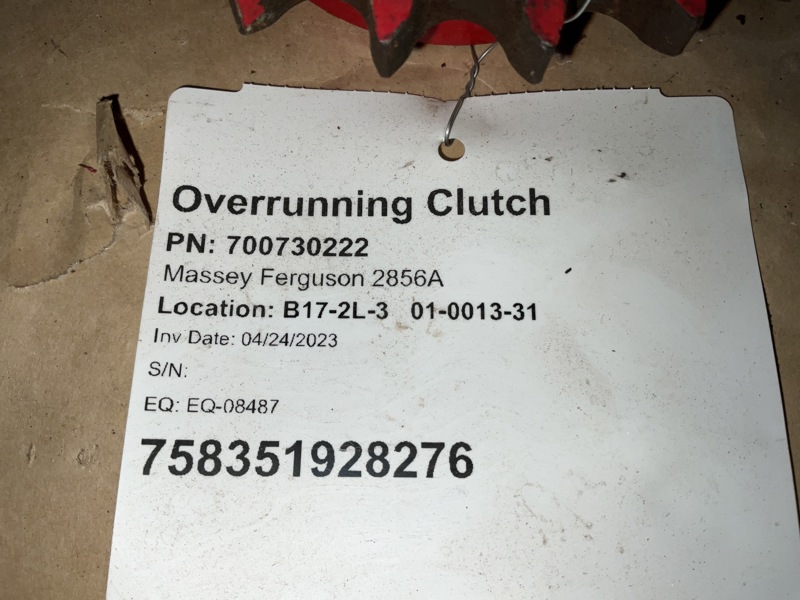 Overrunning Clutch
PN: 700730222
Massey Ferguson 2856A
Location: B17-2L-3 01-0013-31
Inv Date: 04/24/2023
S/N:
EQ: EQ-08487
758351928276